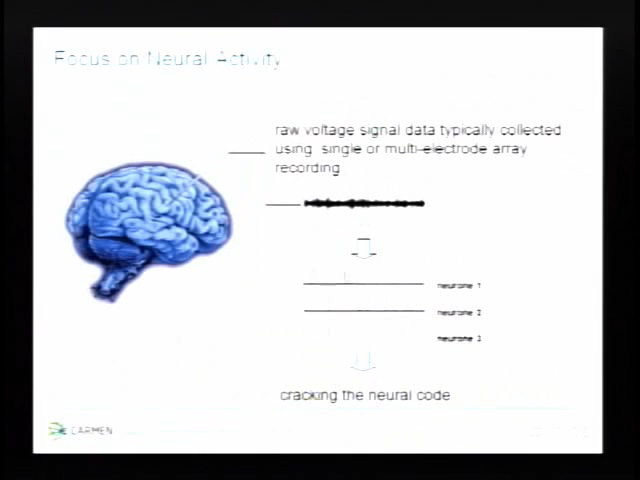 Focus on Neural Activity
raw voltage signal data typically collected
using single or multi-electrode array
recording
neurone 1
neurone 2
neurone 3
cracking the neural code
CARMEN